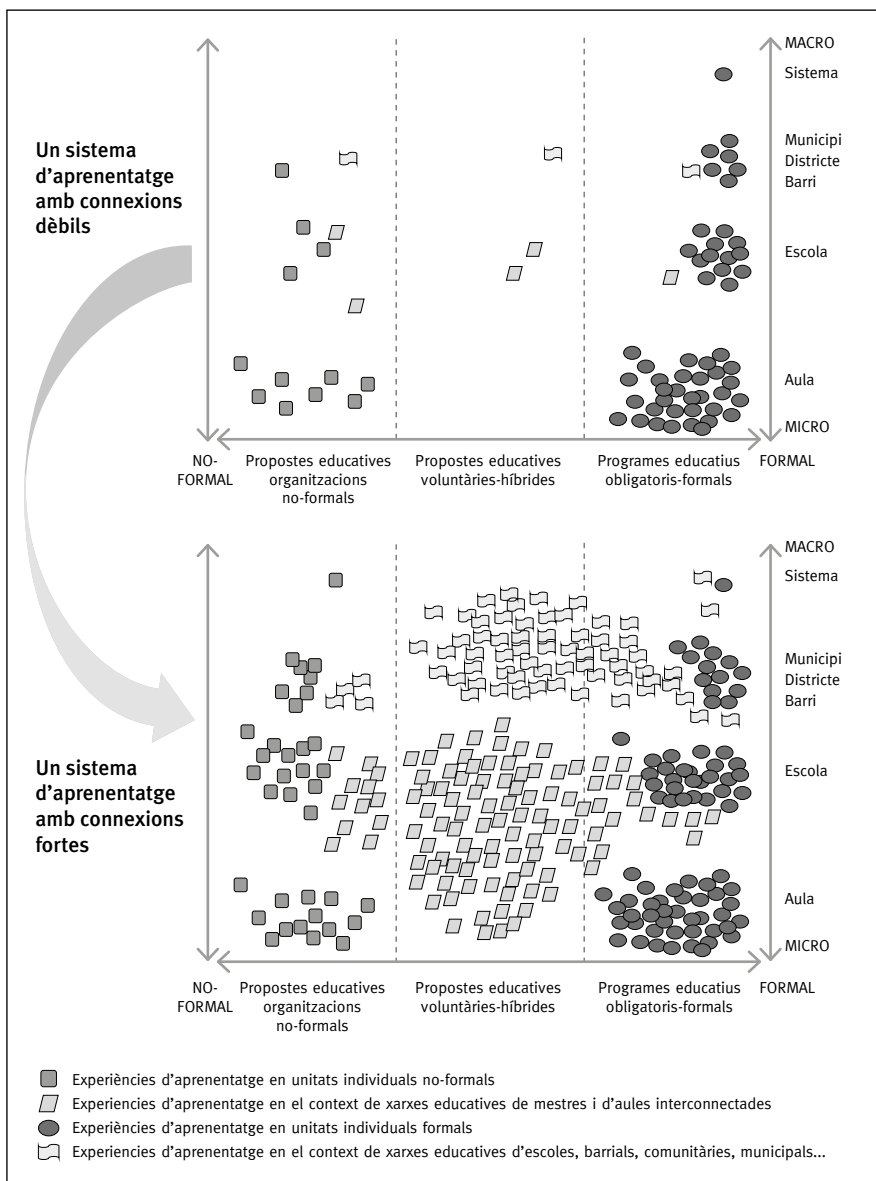 MACRO
Sistema
Un sistema
d'aprenentatge
amb connexions
dèbils
Municipi
Districte
Barri
Escola
Aula
MICRO
NO-
FORMAL
Propostes educatives
organitzacions
no-formals
Propostes educatives
voluntàries-híbrides
Programes educatius
obligatoris-formals
FORMAL
MACRO
Sistema
Municipi
Districte
Barri
Un sistema
d'aprenentatge
amb connexions
fortes
Escola
Aula
MICRO
NO-
FORMAL
Propostes educatives
organitzacions
no-formals
Propostes educatives
voluntàries-híbrides
Programes educatius
obligatoris-formals
FORMAL
Experiències d'aprenentatge en unitats individuals no-formals
Experiences d'aprenentatge en el context de xarxes educatives de mestres i d'aules interconnectades
Experiències d'aprenentatge en unitats individuals formals
Experiencies d'aprenentatge en el context de xarxes educatives d'escoles, barrials, comunitàries, municipals...